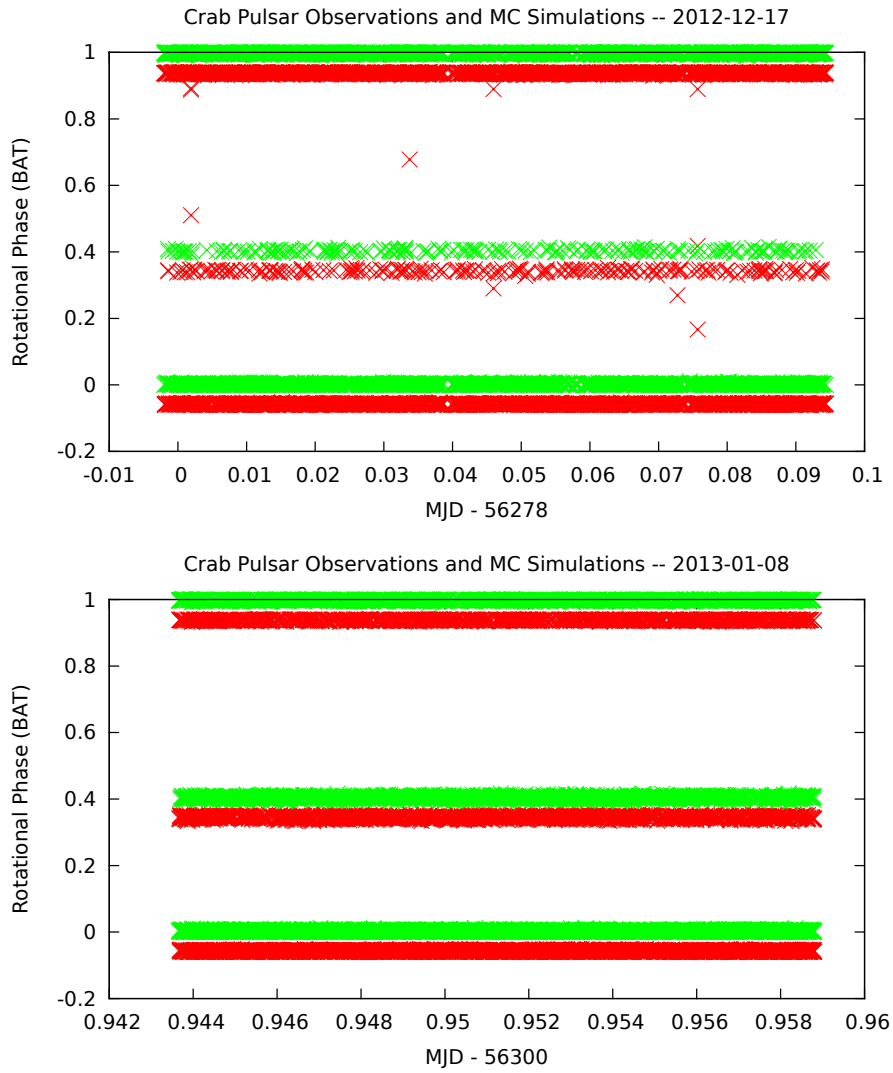 Crab Pulsar Observations and MC Simulations -- 2012-12-17
1
0.8
0.6
0.4
0.2
0
-0.2
Rotational Phase (BAT)
-0.01 0 0.01 0.02 0.03 0.04 0.05 0.06 0.07 0.08 0.09 0.1
MJD - 56278
Crab Pulsar Observations and MC Simulations -- 2013-01-08
1
0.8
0.6
0.4
0.2
0
-0.2
Rotational Phase (BAT)
0.942 0.944 0.946 0.948 0.95 0.952 0.954 0.956 0.958 0.96
MJD - 56300